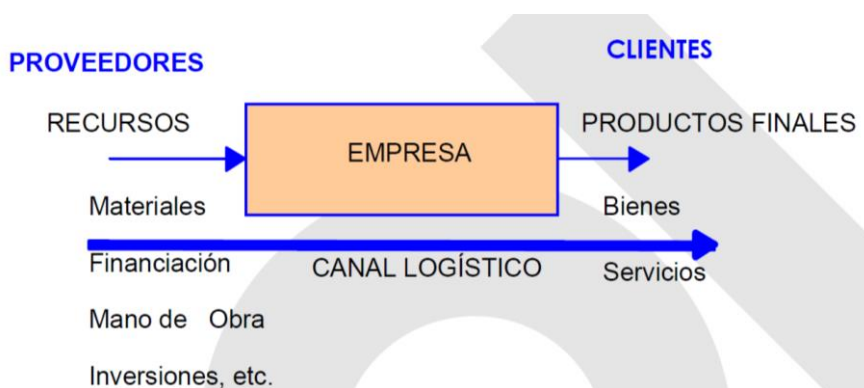 PROVEEDORES
CLIENTES
RECURSOS
PRODUCTOS FINALES
EMPRESA
Materiales
Bienes
Financiación
CANAL LOGÍSTICO
Servicios
Mano de Obra
Inversiones, etc.